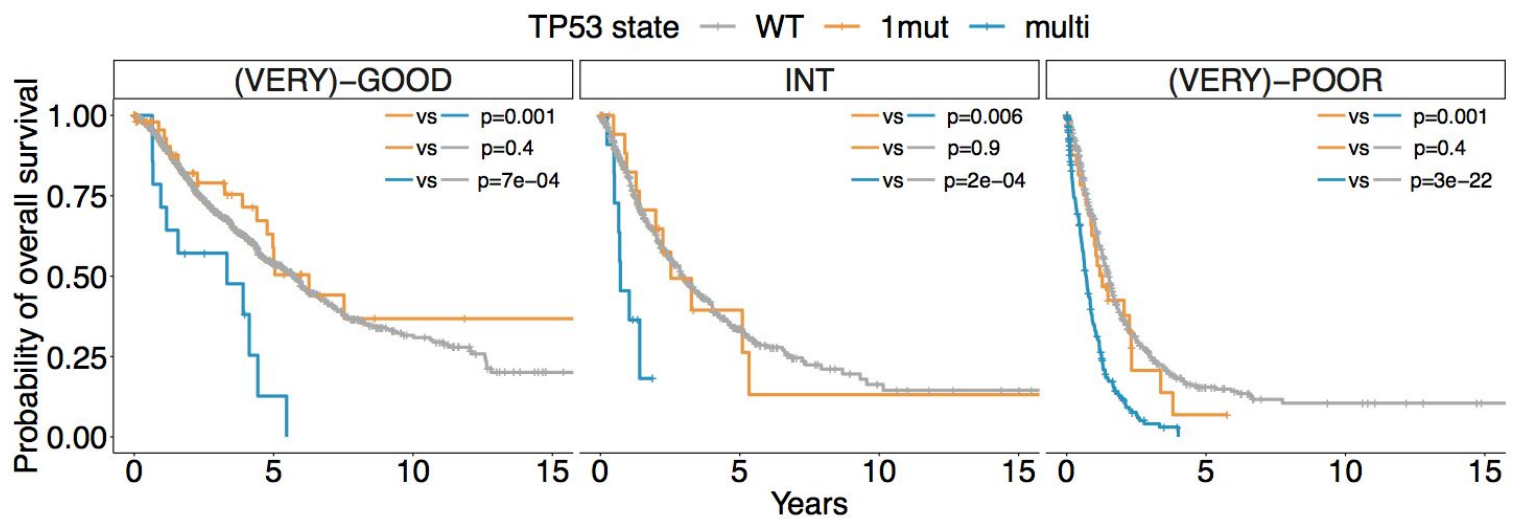 TP53 state WT 1mut multi
(VERY)−GOOD INT (VERY)−POOR
Probability of overall survival
1.00
0.75
0.50
0.25
0.00
vs p=0.001
vs p=0.4
vs p=7e−04
vs p=0.006
vs p=0.9
vs p=2e−04
vs p=0.001
vs p=0.4
vs p=3e−22
0 5 10 15 0 5 10 15 0 5 10 15
Years